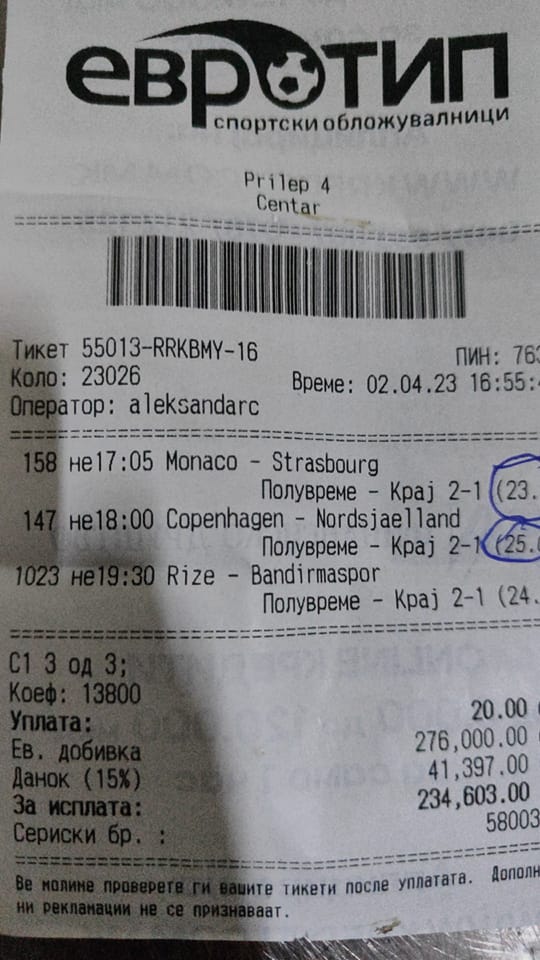 ЕВРОТИП
спортски обложувалници
Prilep 4
Centar
Тикет 55013-RRKBMY-16 ПИН: 763
Коло: 23026 Време: 02.04.23 16:55:
Оператор: aleksandarc
158 не17:05 Monaco - Strasbourg
Полувреме - Крај 2-1 (23.
147 не18:00 Copenhagen - Nordsjaelland
Полувреме - Крај 2-1 (25.
1023 не19:30 Rize - Bandirmaspor
Полувреме - Крај 2-1 (24.
С1 3 од 3;
Коеф: 13800
Уплата: 20.00
Ев. добивка 276,000.00
Данок (15%) 41,397.00
За исплата: 234,603.00
Сериски бр. : 58003
Ве молиме проверете ги вашите тикети после уплатата. Дополн
ни рекламации не се признаваат.